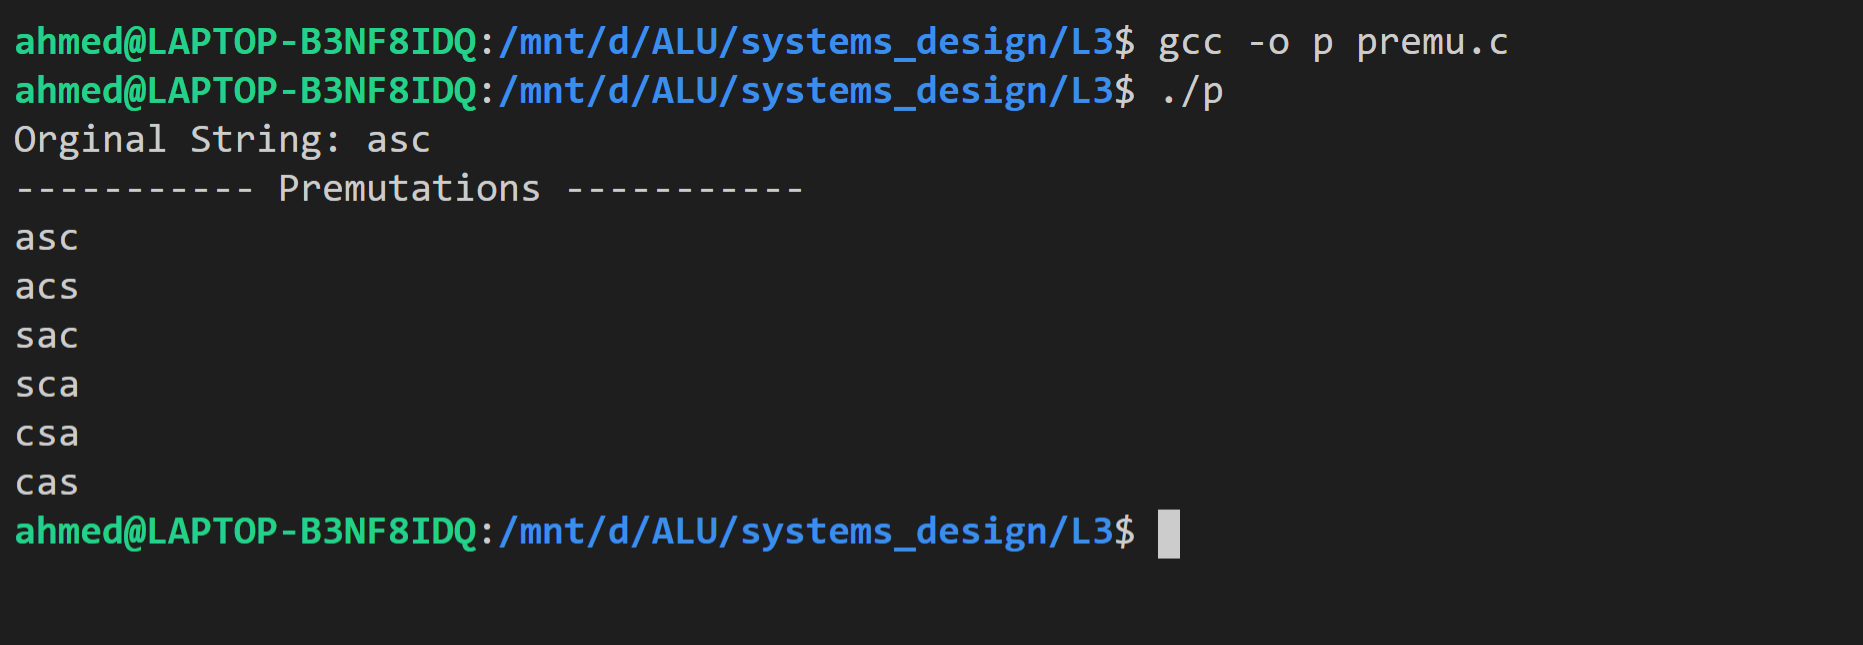 ahmed@LAPTOP-B3NF8IDQ:/mnt/d/ALU/systems_design/L3$ gcc -o p premu.c
ahmed@LAPTOP-B3NF8IDQ:/mnt/d/ALU/systems_design/L3$ ./p
Orginal String: asc
----------- Premutations -----------
asc
acs
sac
sca
csa
cas
ahmed@LAPTOP-B3NF8IDQ:/mnt/d/ALU/systems_design/L3$